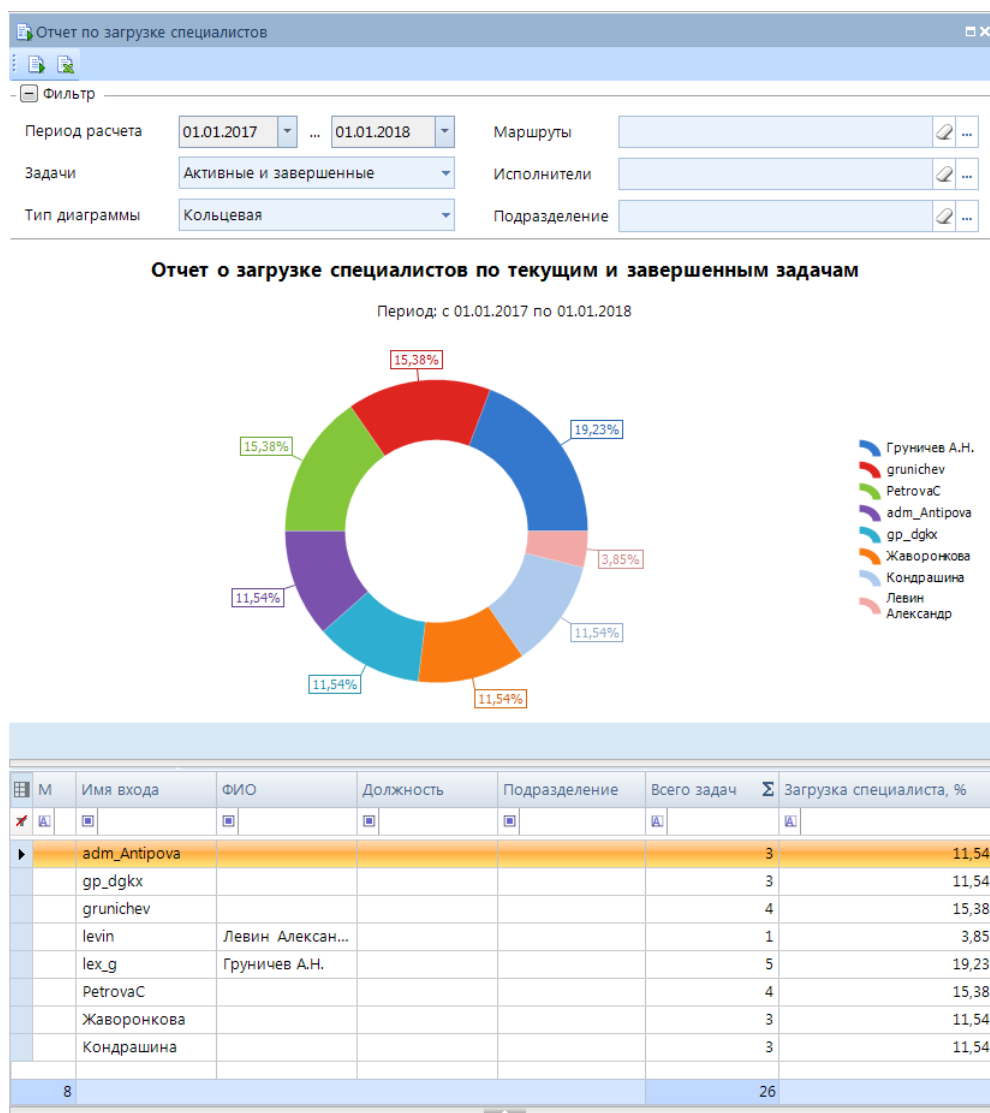 Отчет по загрузке специалистов
Фильтр
Период расчета 01.01.2017 ... 01.01.2018 Маршруты ...
Задачи Активные и завершенные Исполнители ...
Тип диаграммы Кольцевая Подразделение ...
Отчет о загрузке специалистов по текущим и завершенным задачам
Период: с 01.01.2017 по 01.01.2018
15,38%
19,23%
15,38%
3,85%
11,54%
11,54%
11,54%
11,54%
Груничев А.Н.
grunichev
PetrovaC
adm_Antipova
gp_dgkx
Жаворонкова
Кондрашина
Левин
Александр
М Имя входа ФИО Должность Подразделение Всего задач Σ Загрузка специалиста, %
adm_Antipova 3 11,54
gp_dgkx 3 11,54
grunichev 4 15,38
levin Левин Алексан... 1 3,85
lex_g Груничев А.Н. 5 19,23
PetrovaC 4 15,38
Жаворонкова 3 11,54
Кондрашина 3 11,54
8 26